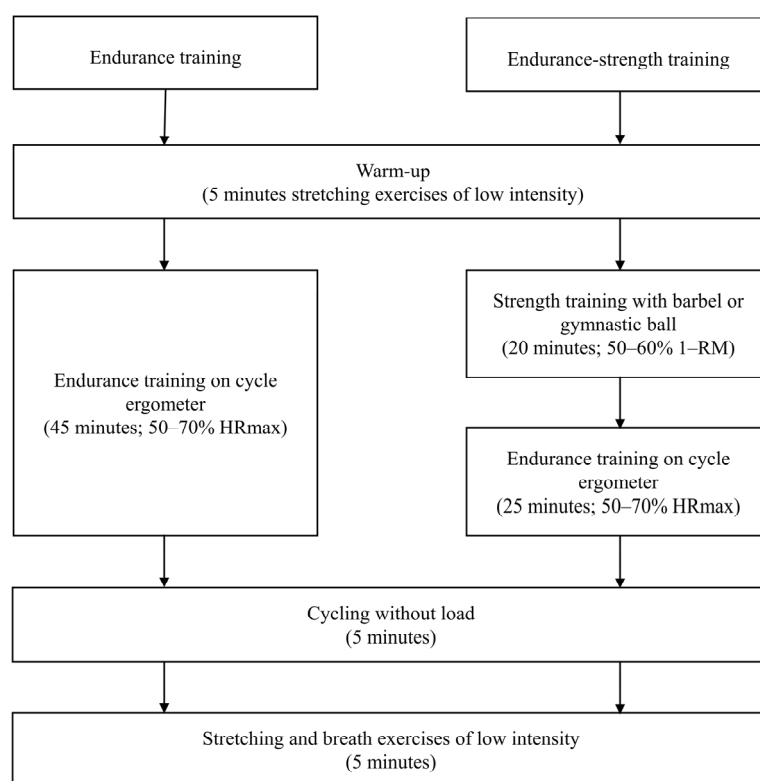 Endurance training
Endurance-strength training
Warm-up
(5 minutes stretching exercises of low intensity)
Endurance training on cycle
ergometer
(45 minutes; 50–70% HRmax)
Strength training with barbel or
gymnastic ball
(20 minutes; 50–60% 1–RM)
Endurance training on cycle
ergometer
(25 minutes; 50–70% HRmax)
Cycling without load
(5 minutes)
Stretching and breath exercises of low intensity
(5 minutes)